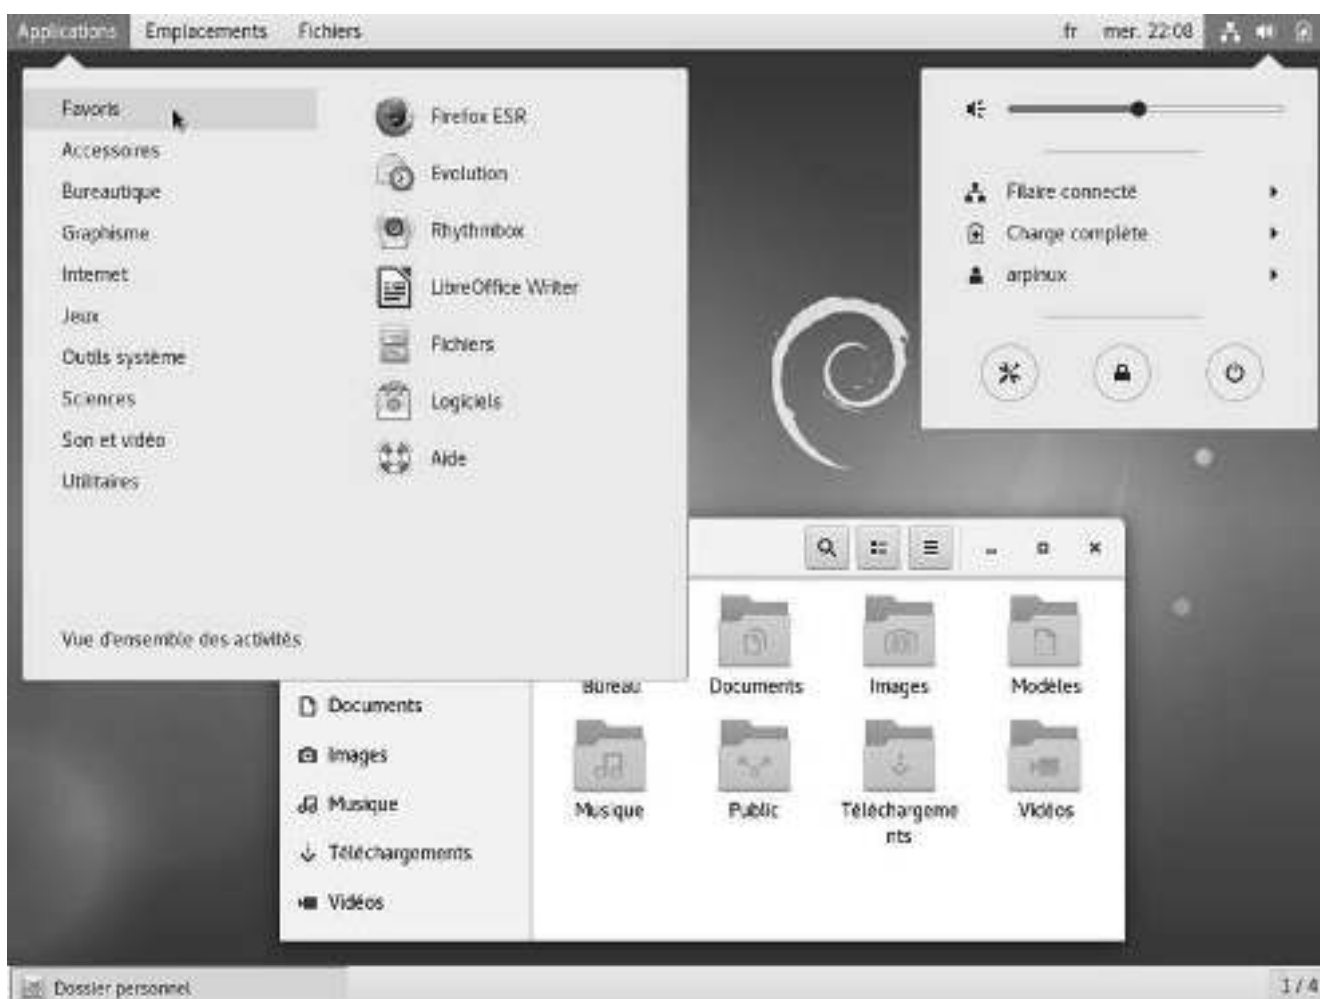 Applications Emplacements Fichiers fr mer. 22:08
Favoris
Accessoires
Bureautique
Graphisme
Internet
Jeux
Outils système
Sciences
Son et vidéo
Utilitaires
Vue d'ensemble des activités
Firefox ESR
Evolution
Rhythmbox
LibreOffice Writer
Fichiers
Logiciels
Aide
Filaire connecté
Charge complète
arpinux
Documents
Images
Musique
Téléchargements
Vidéos
Bureau Documents Images Modèles
Musique Public Téléchargeme Vidéos
nts
Dossier personnel 1 / 4